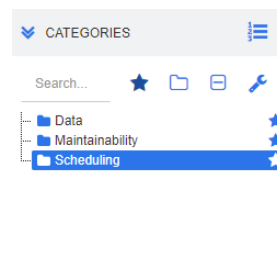 CATEGORIES
Search...
Data
Maintainability
Scheduling